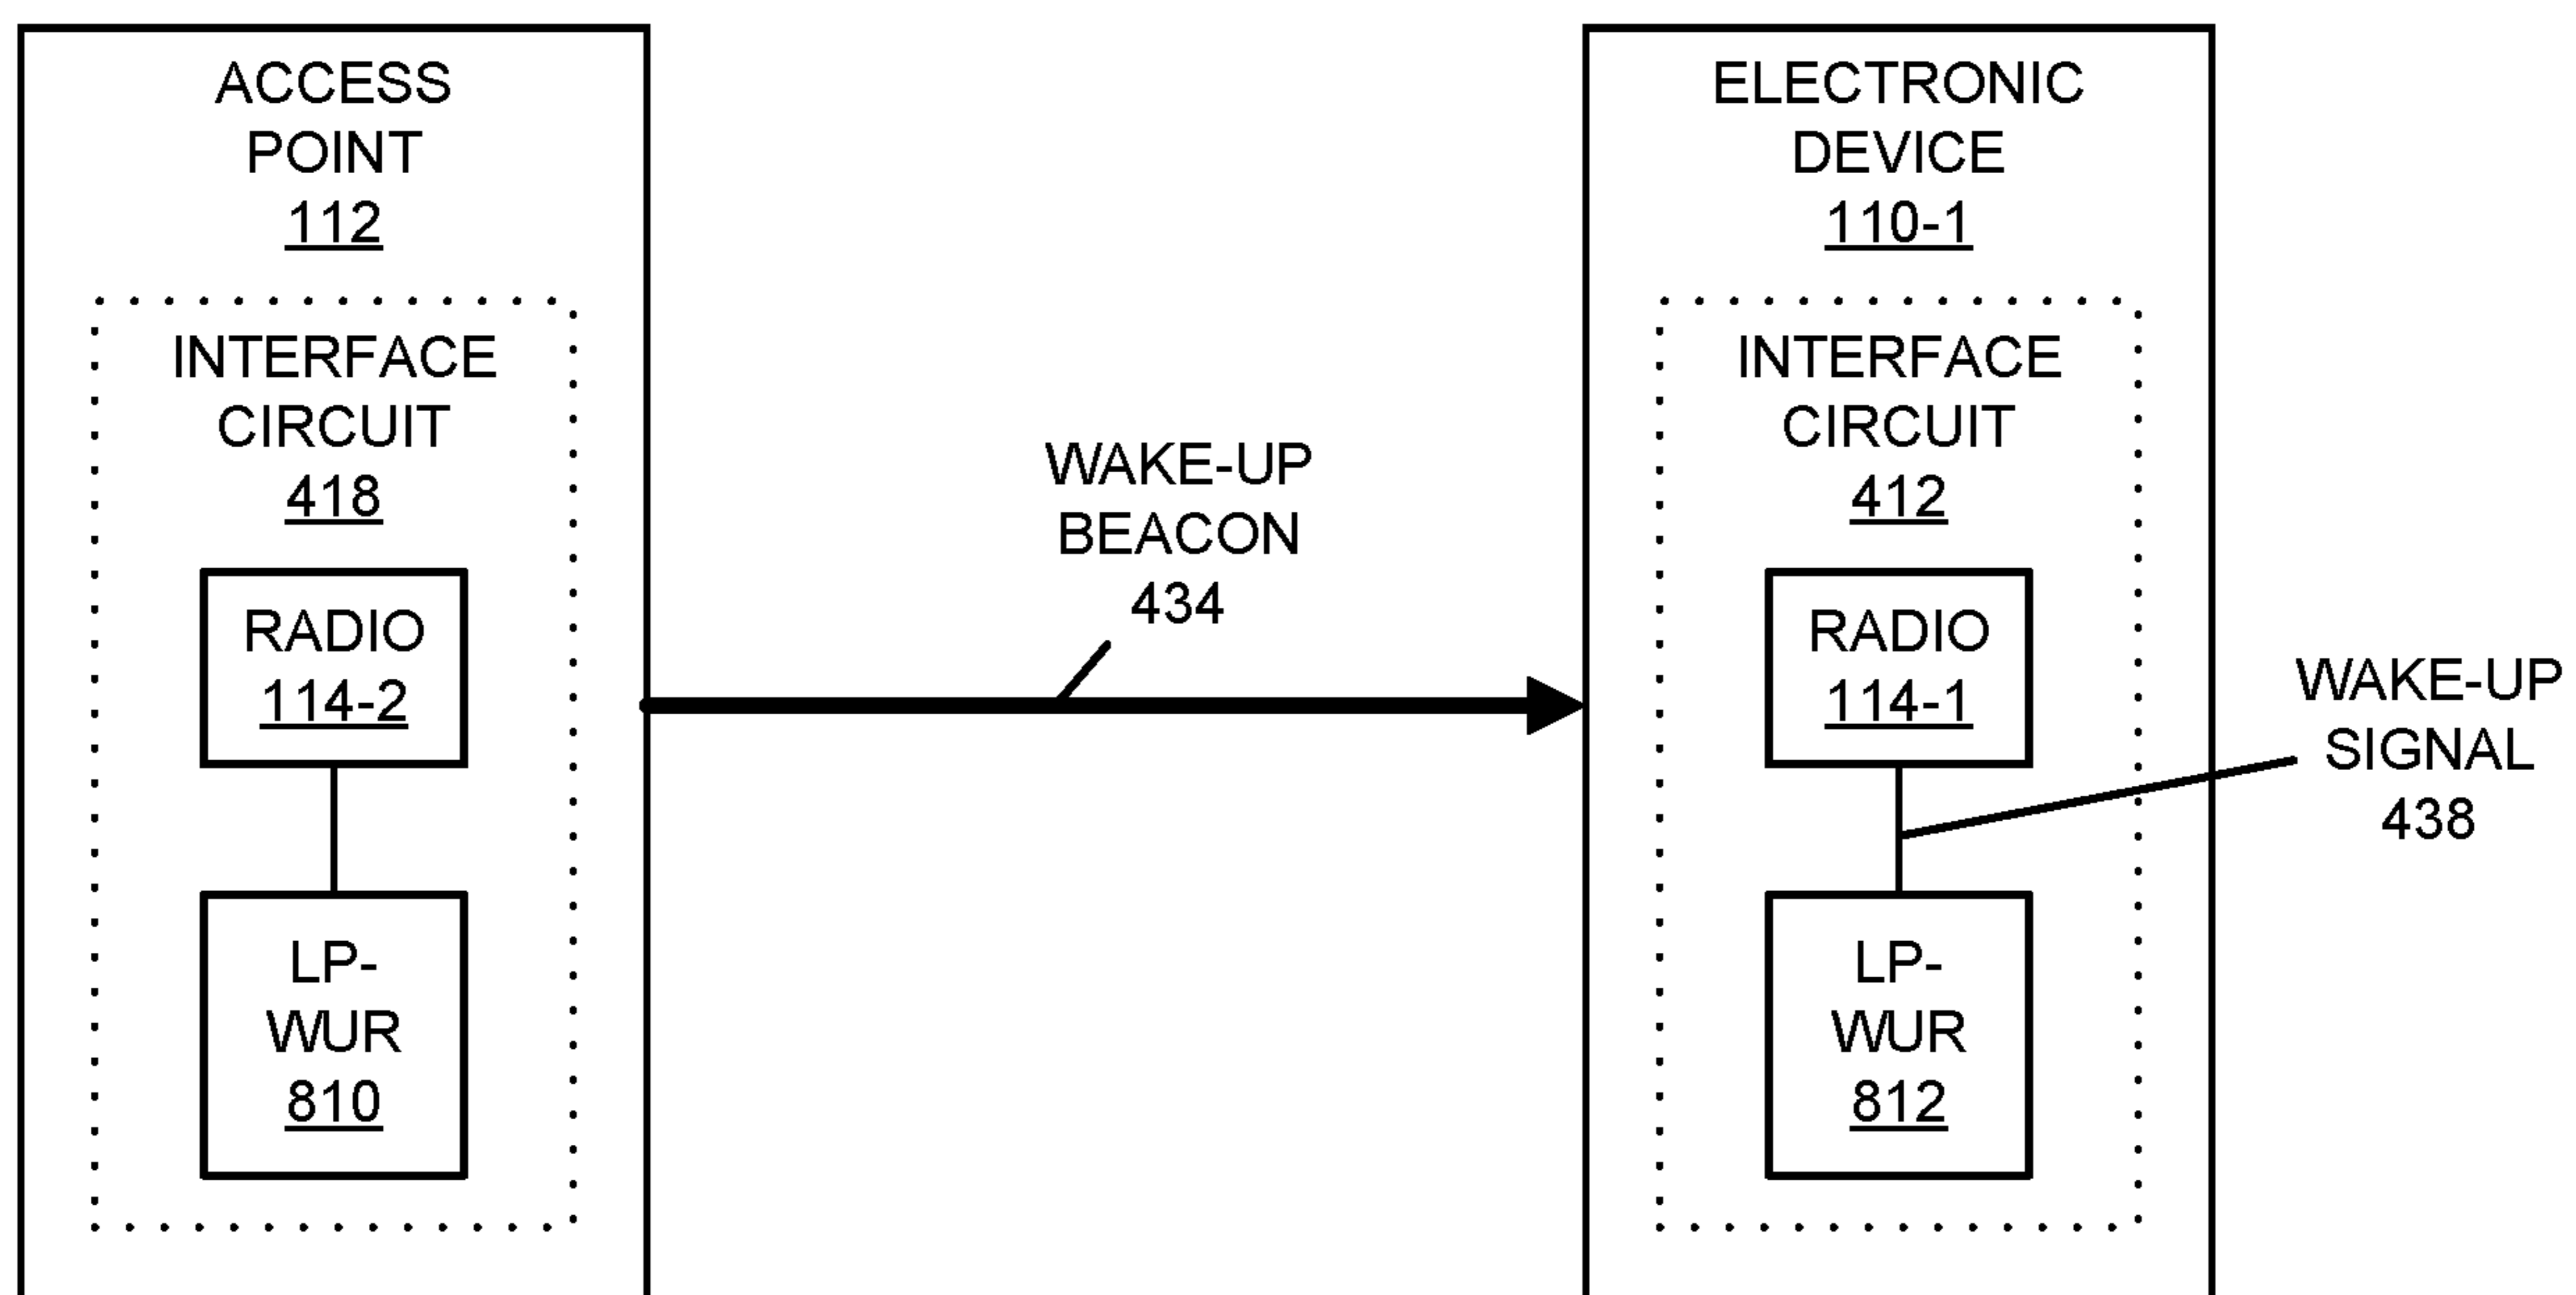 ACCESS
POINT
112
INTERFACE
CIRCUIT
418
RADIO
114-2
LP-
WUR
810
WAKE-UP
BEACON
434
ELECTRONIC
DEVICE
110-1
INTERFACE
CIRCUIT
412
RADIO
114-1
LP-
WUR
812
WAKE-UP
SIGNAL
438